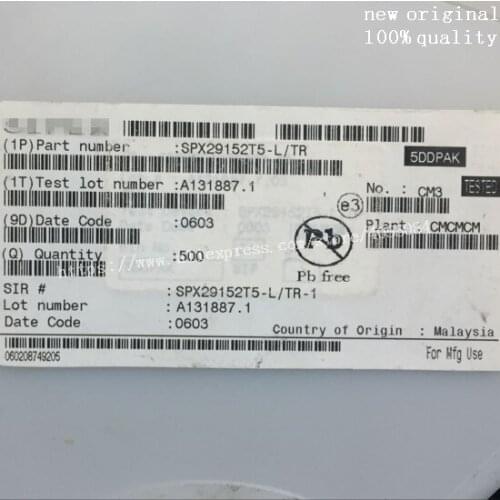 new original
100% quality
SIPEX
(1P)Part number :SPX29152T5-L/TR
5DDPAK
(1T)Test lot number :A131887.1
e3
No. : CM3
TESTED
(9D) Date Code :0603
Pb
Plant : CMCMCM
(Q) Quantity :500
Pb free
SIR # : SPX29152T5-L/TR-1
Lot number : A131887.1
Date Code : 0603
Country of Origin : Malaysia
060208749205
For Mfg Use